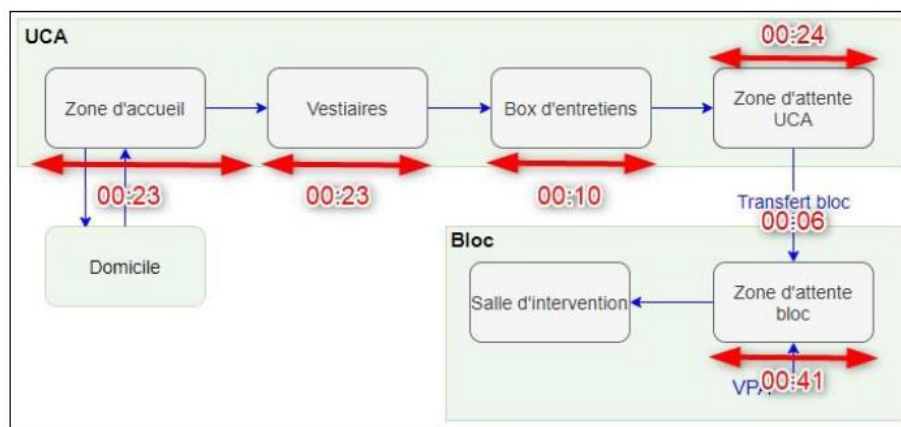 UCA
00:24
Zone d'accueil
Vestiaires
Box d'entretiens
Zone d'attente
UCA
00:23
00:23
00:10
Transfert bloc
00:06
Bloc
Domicile
Salle d'intervention
Zone d'attente
bloc
00:41